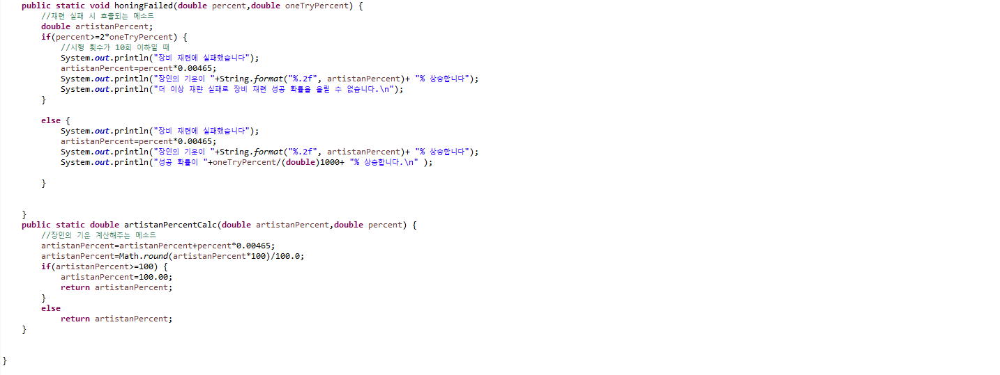 public static void honingFailed(double percent,double oneTryPercent) {
//재련 실패 시 호출되는 메소드
double artistanPercent;
if(percent>=2*oneTryPercent) {
//시행 횟수가 10회 이하일 때
System.out.println("장비 재련에 실패했습니다");
artistanPercent=percent*0.00465;
System.out.println("장인의 기운이 "+String.format("%.2f", artistanPercent)+ "% 상승합니다");
System.out.println("더 이상 재랸 실패로 장비 재련 성공 확률을 올릴 수 없습니다.\n");
}
else {
System.out.println("장비 재련에 실패했습니다");
artistanPercent=percent*0.00465;
System.out.println("장인의 기운이 "+String.format("%.2f", artistanPercent)+ "% 상승합니다");
System.out.println("성공 확률이 "+oneTryPercent/(double)1000+ "% 상승합니다.\n" );
}
}
public static double artistanPercentCalc(double artistanPercent,double percent) {
//장인의 기운 계산해주는 메소드
artistanPercent=artistanPercent+percent*0.00465;
artistanPercent=Math.round(artistanPercent*100)/100.0;
if(artistanPercent>=100) {
artistanPercent=100.00;
return artistanPercent;
}
else
return artistanPercent;
}
}